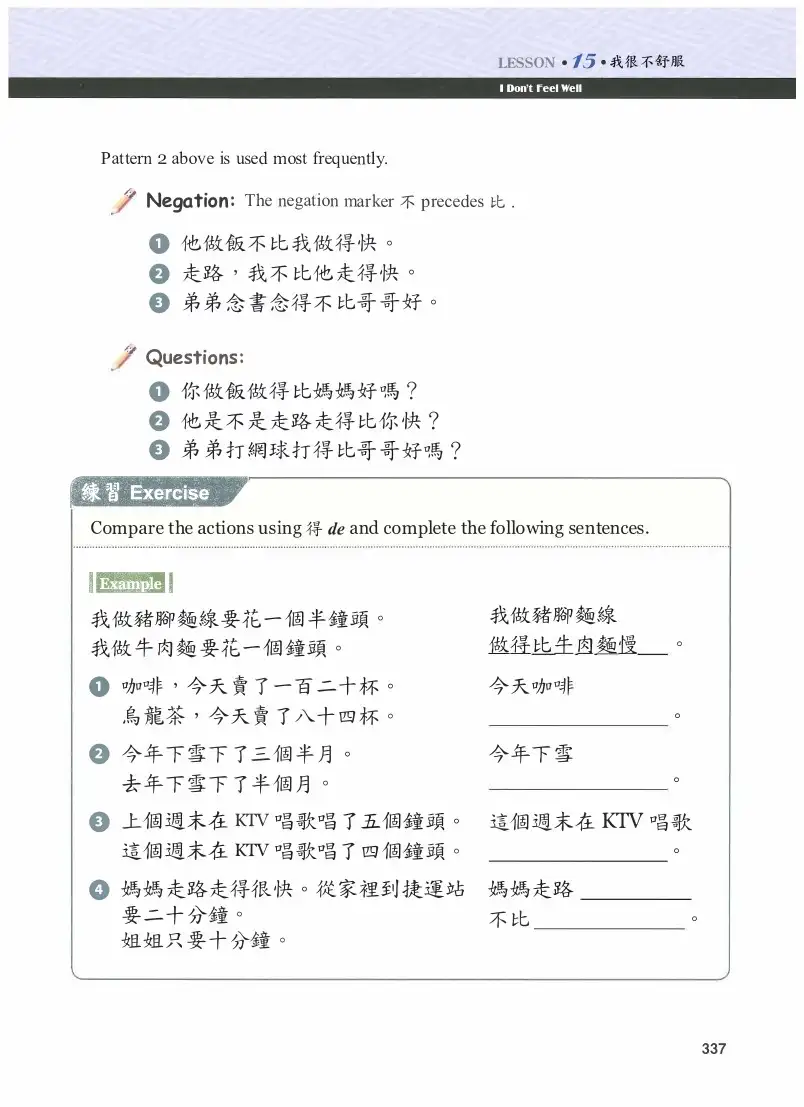 LESSON • 15 • 我很不舒服
I Don't Feel Well
Pattern 2 above is used most frequently.
Negation: The negation marker 不 precedes 比 .
1 他做飯不比我做得快。
2 走路，我不比他走得快。
3 弟弟念書念得不比哥哥好。
Questions:
1 你做飯做得比媽媽好嗎？
2 他是不是走路走得比你快？
3 弟弟打網球打得比哥哥好嗎？
練習 Exercise
Compare the actions using 得 de and complete the following sentences.
Example
我做豬腳麵線要花一個半鐘頭。
我做牛肉麵要花一個鐘頭。
我做豬腳麵線
做得比牛肉麵慢 。
1 咖啡，今天賣了一百二十杯。
烏龍茶，今天賣了八十四杯。
今天咖啡
。
2 今年下雪下了三個半月。
去年下雪下了半個月。
今年下雪
。
3 上個週末在 KTV 唱歌唱了五個鐘頭。
這個週末在 KTV 唱歌唱了四個鐘頭。
這個週末在 KTV 唱歌
。
4 媽媽走路走得很快。從家裡到捷運站
要二十分鐘。
姐姐只要十分鐘。
媽媽走路
不比 。
337